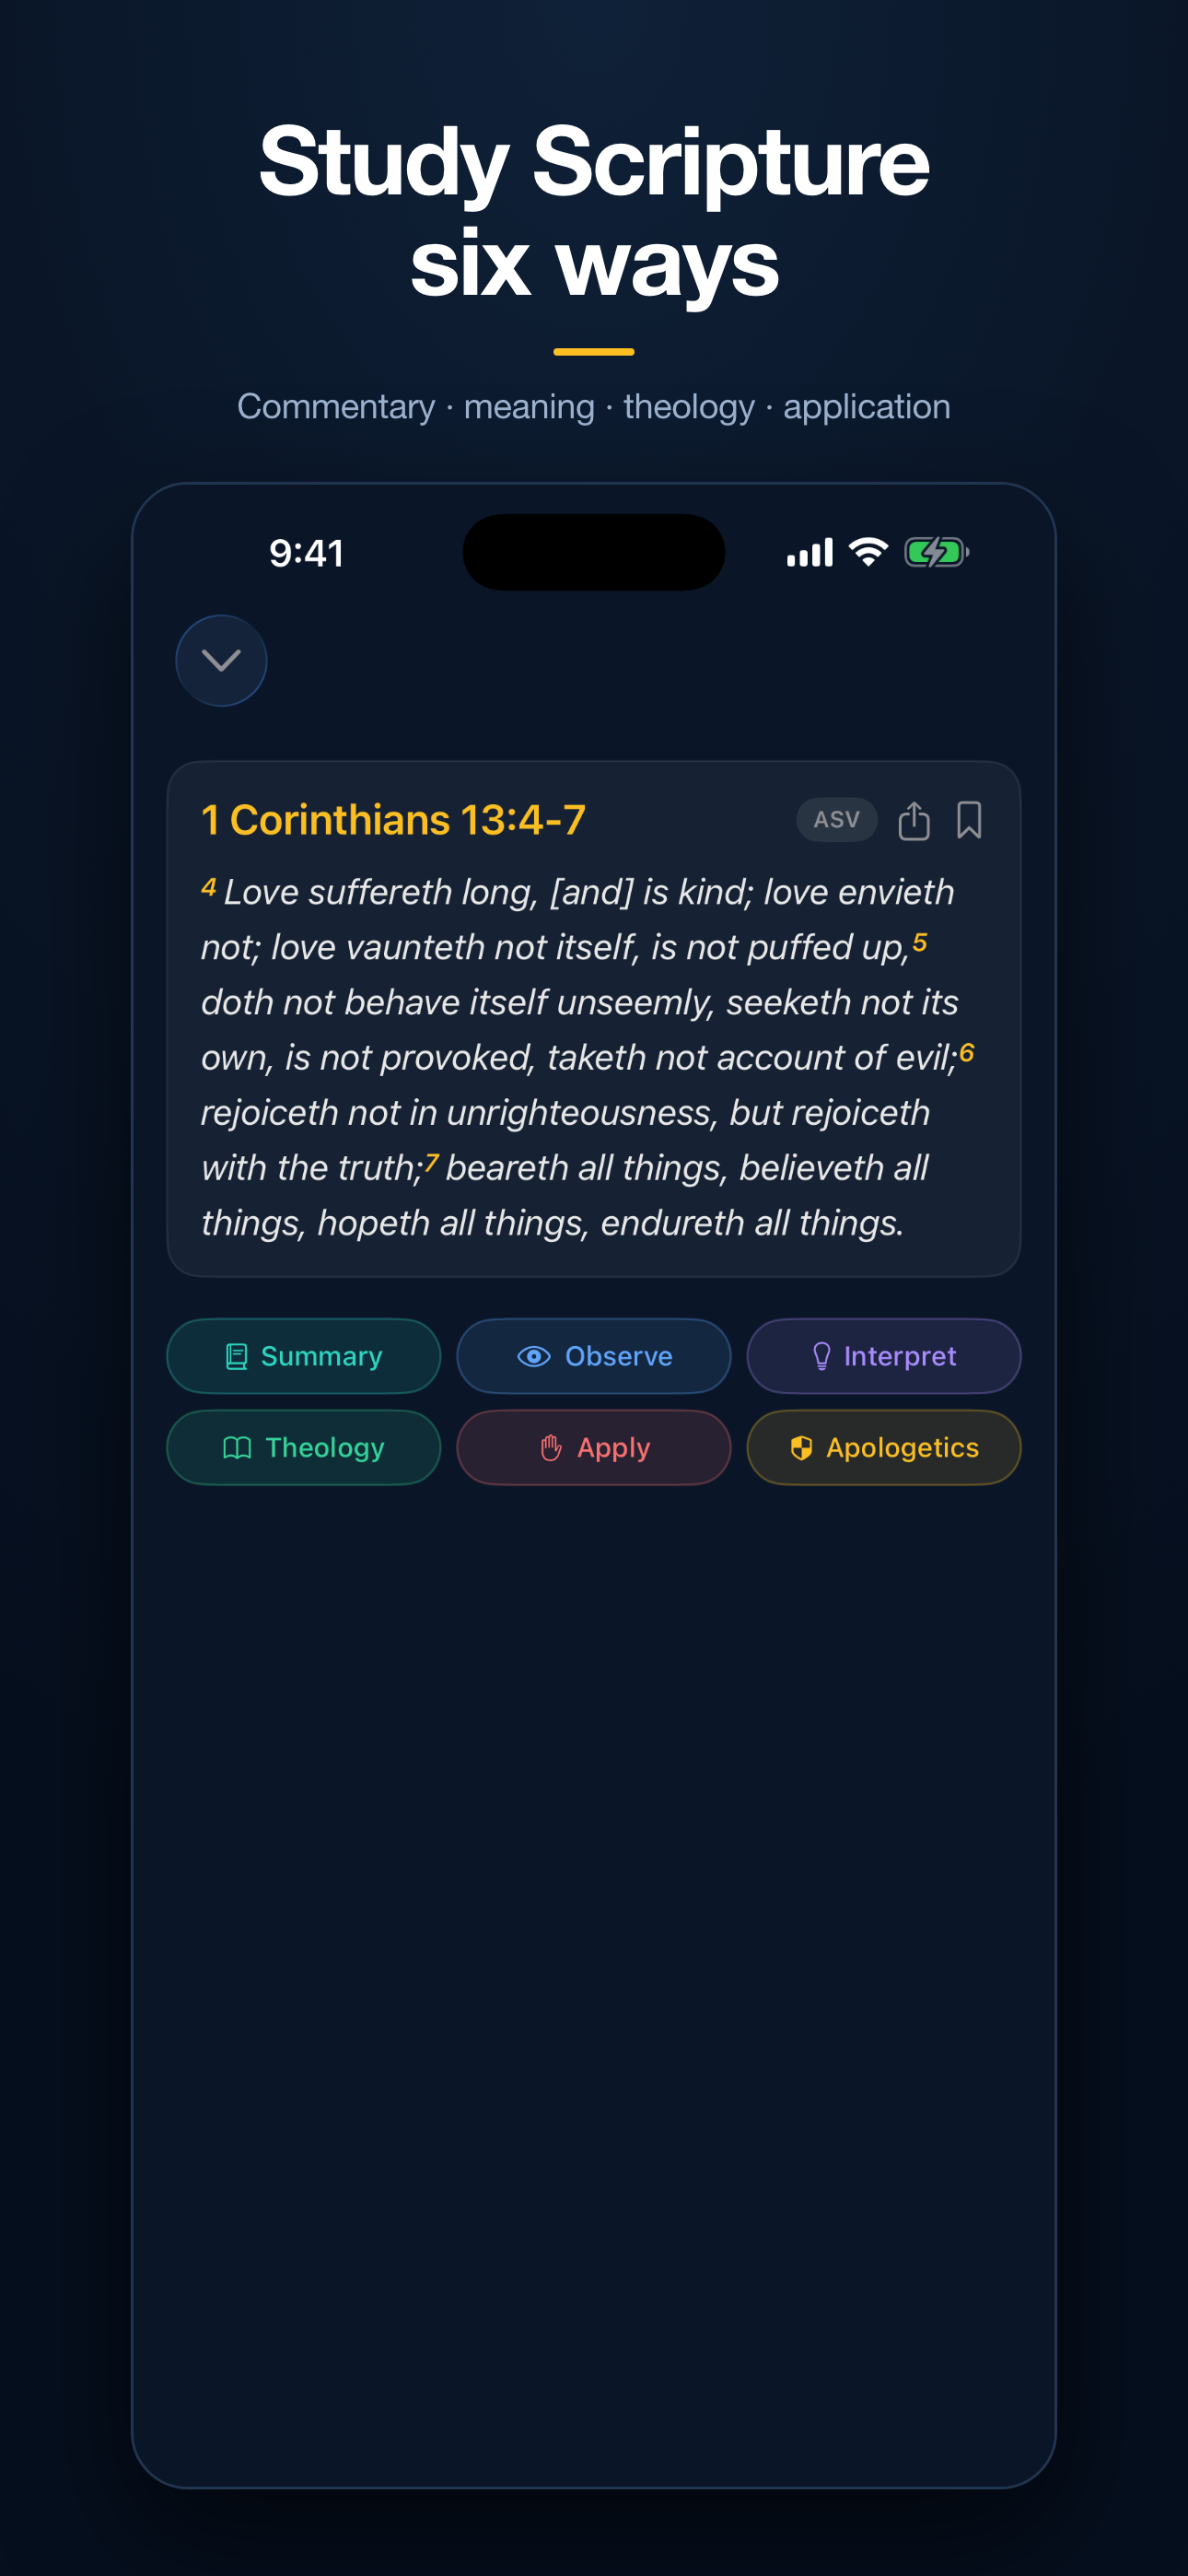 Study Scripture
six ways
Commentary · meaning · theology · application
9:41
1 Corinthians 13:4-7 ASV
4 Love suffereth long, [and] is kind; love envieth
not; love vaunteth not itself, is not puffed up,5
doth not behave itself unseemly, seeketh not its
own, is not provoked, taketh not account of evil;6
rejoiceth not in unrighteousness, but rejoiceth
with the truth;7 beareth all things, believeth all
things, hopeth all things, endureth all things.
Summary Observe Interpret
Theology Apply Apologetics